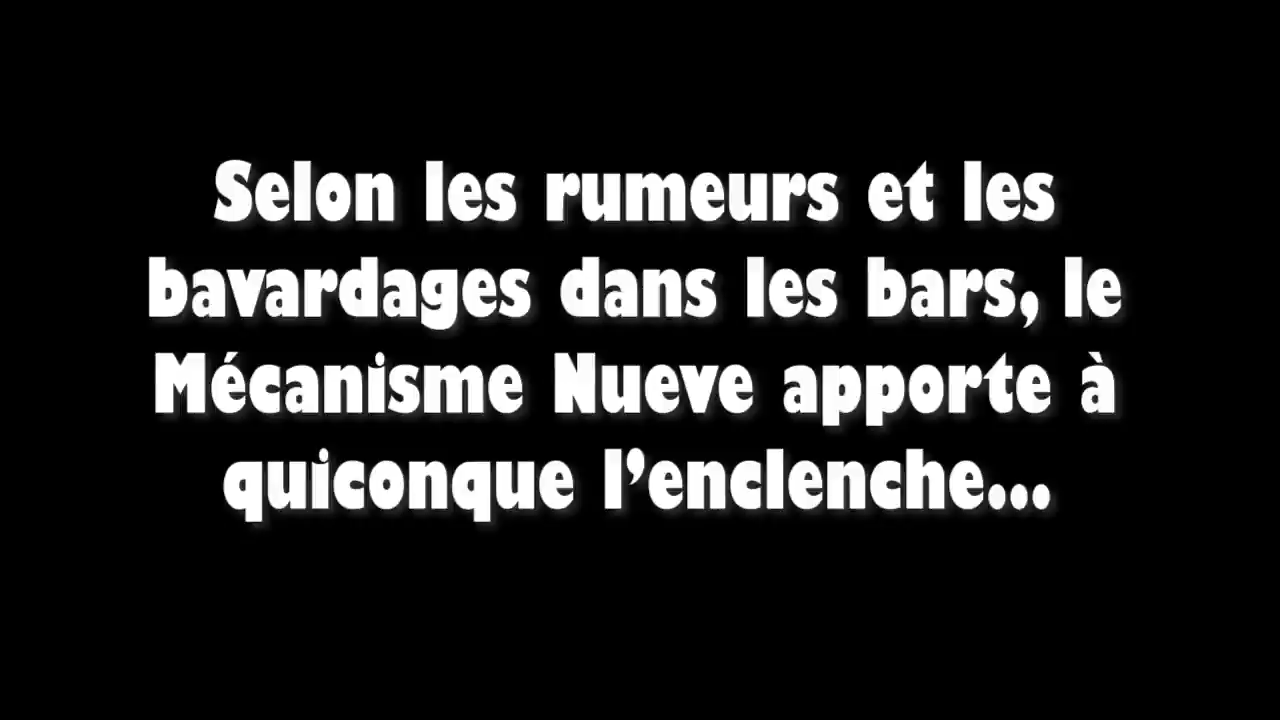 Selon les rumeurs et les
bavardages dans les bars, le
Mécanisme Nueve apporte à
quiconque l’enclenche...